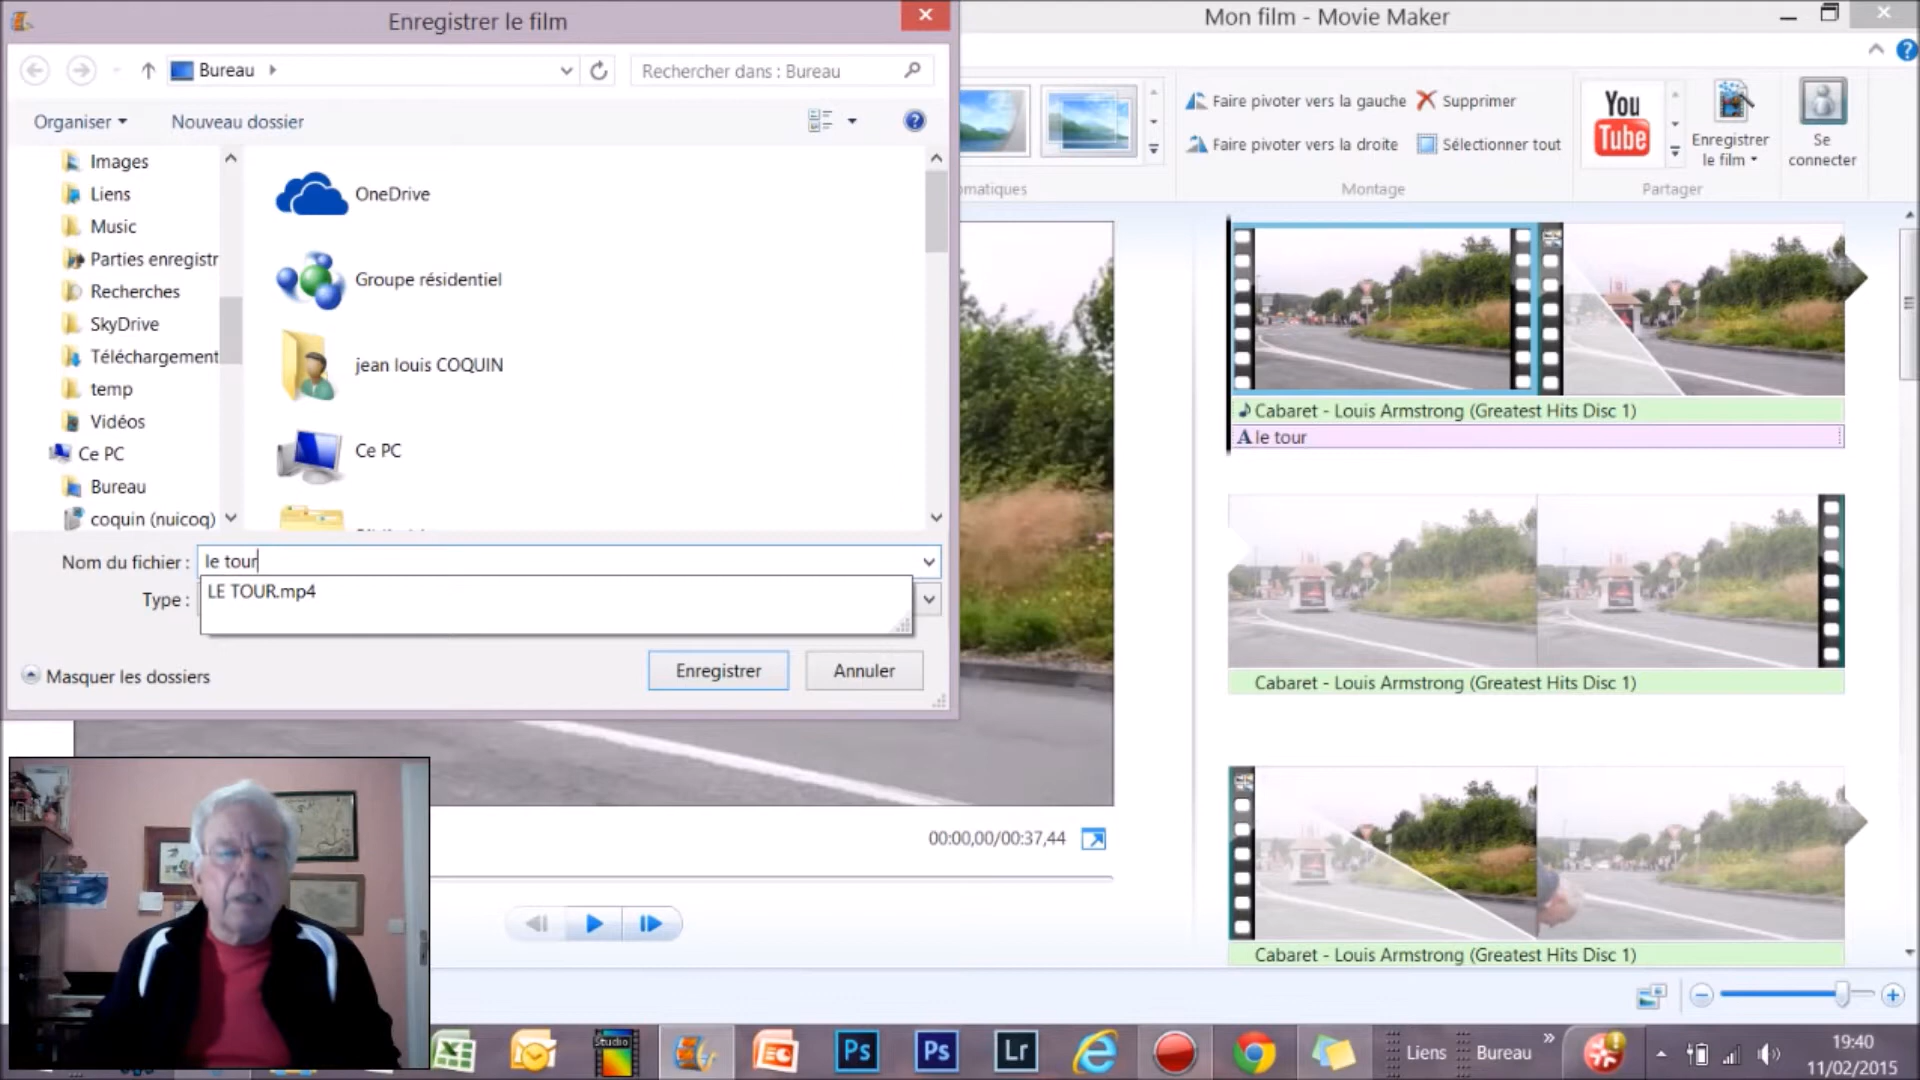 Enregistrer le film
Mon film - Movie Maker
Bureau
Rechercher dans : Bureau
Organiser
Nouveau dossier
Images
Liens
Music
Parties enregistr
Recherches
SkyDrive
Téléchargement
temp
Vidéos
Ce PC
Bureau
coquin (nuicoq)
OneDrive
Groupe résidentiel
jean louis COQUIN
Ce PC
Nom du fichier :
le tour
LE TOUR.mp4
Type :
Masquer les dossiers
Enregistrer
Annuler
Faire pivoter vers la gauche
Supprimer
Faire pivoter vers la droite
Sélectionner tout
You
Tube
Enregistrer
le film
Se
connecter
omatiques
Montage
Partager
Cabaret - Louis Armstrong (Greatest Hits Disc 1)
A le tour
Cabaret - Louis Armstrong (Greatest Hits Disc 1)
Cabaret - Louis Armstrong (Greatest Hits Disc 1)
00:00,00/00:37,44
Studio
Ps
Ps
Lr
Liens
Bureau
19:40
11/02/2015